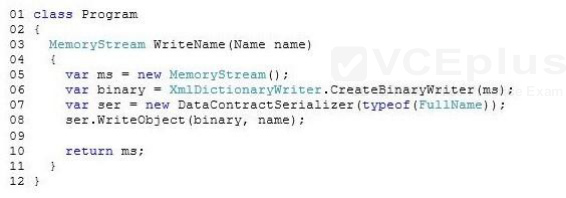 01 class Program
02 {
03   MemoryStream WriteName(Name name)
04   {
05     var ms = new MemoryStream();
06     var binary = XmlDictionaryWriter.CreateBinaryWriter(ms);
07     var ser = new DataContractSerializer(typeof(FullName));
08     ser.WriteObject(binary, name);
09
10     return ms;
11   }
12 }
VCEplus
Exam